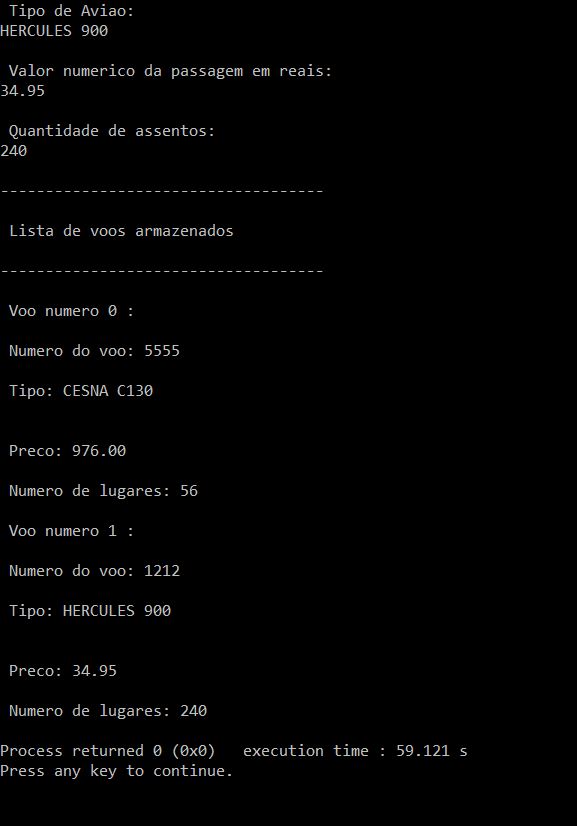 Tipo de Aviao:
HERCULES 900
Valor numerico da passagem em reais:
34.95
Quantidade de assentos:
240
------------------------------------
Lista de voos armazenados
------------------------------------
Voo numero 0 :
Numero do voo: 5555
Tipo: CESNA C130
Preco: 976.00
Numero de lugares: 56
Voo numero 1 :
Numero do voo: 1212
Tipo: HERCULES 900
Preco: 34.95
Numero de lugares: 240
Process returned 0 (0x0)   execution time : 59.121 s
Press any key to continue.